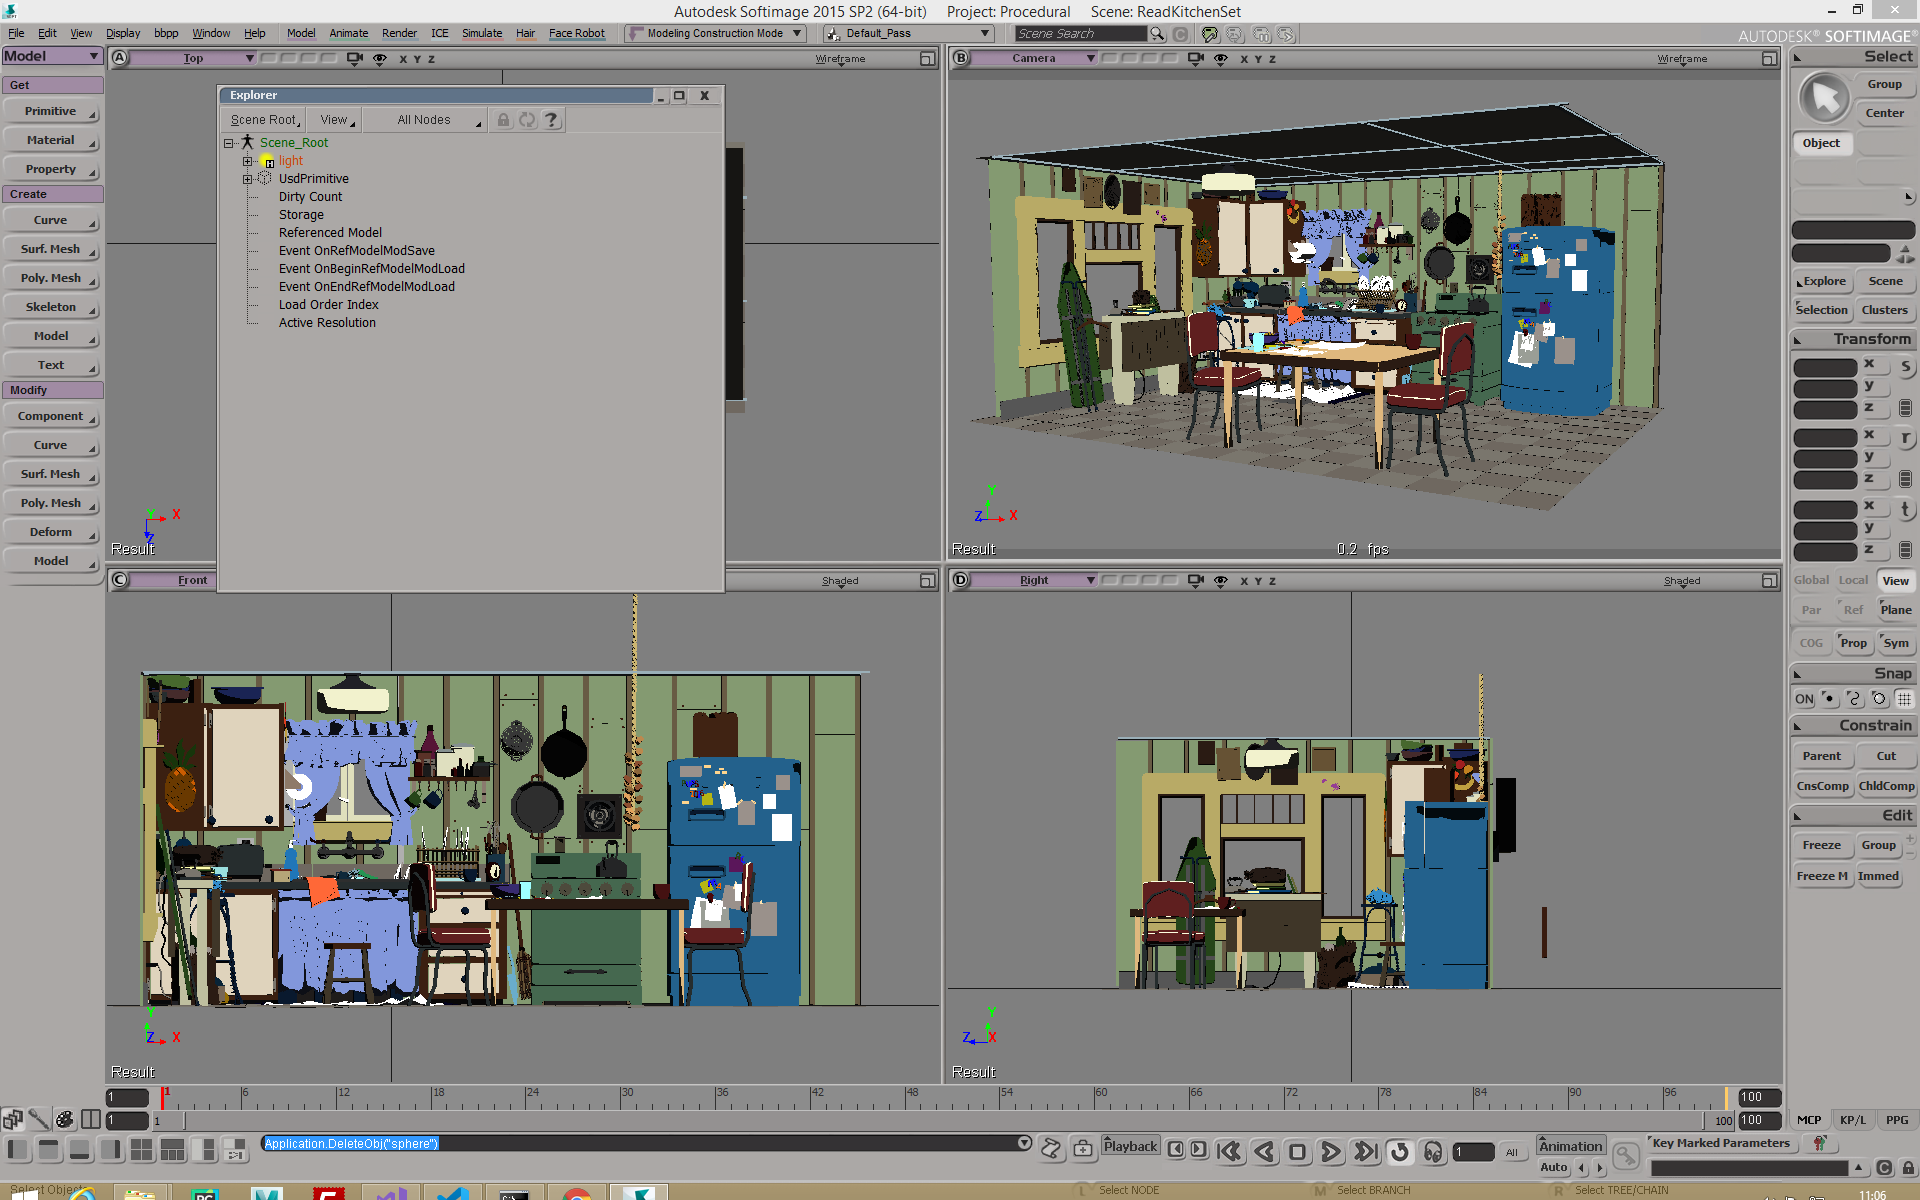 Autodesk Softimage 2015 SP2 (64-bit) Project: Procedural Scene: ReadKitchenSet
File Edit View Display bbpp Window Help Model Animate Render ICE Simulate Hair Face Robot Modeling Construction Mode Default_Pass Scene Search AUTODESK® SOFTIMAGE®
Model
Get
Primitive
Material
Property
Create
Curve
Surf. Mesh
Poly. Mesh
Skeleton
Model
Text
Modify
Component
Curve
Surf. Mesh
Poly. Mesh
Deform
Model
A Top X Y Z Wireframe
Explorer
Scene Root View All Nodes
Scene_Root
light
UsdPrimitive
Dirty Count
Storage
Referenced Model
Event OnRefModelModSave
Event OnBeginRefModelModLoad
Event OnEndRefModelModLoad
Load Order Index
Active Resolution
Y X Z
Result
B Camera X Y Z Wireframe
Y Z X
Result 0.2 fps
C Front Shaded
Y Z X
Result
D Right X Y Z Shaded
Y Z X
Result
Select
Group
Center
Object
Explore Scene
Selection Clusters
Transform
x s
y
z
x r
y
z
x t
y
z
Global Local View
Par Ref Plane
COG Prop Sym
Snap
ON
Constrain
Parent Cut
CnsComp ChldComp
Edit
Freeze Group
Freeze M Immed
1 1 6 12 18 24 30 36 42 48 54 60 66 72 78 84 90 96 100
1 1 100 100
MCP KP/L PPG
Application.DeleteObj("sphere")
Playback 1 All Animation
Auto
Key Marked Parameters
Select Object L Select NODE M Select BRANCH R Select TREE/CHAIN
11:06